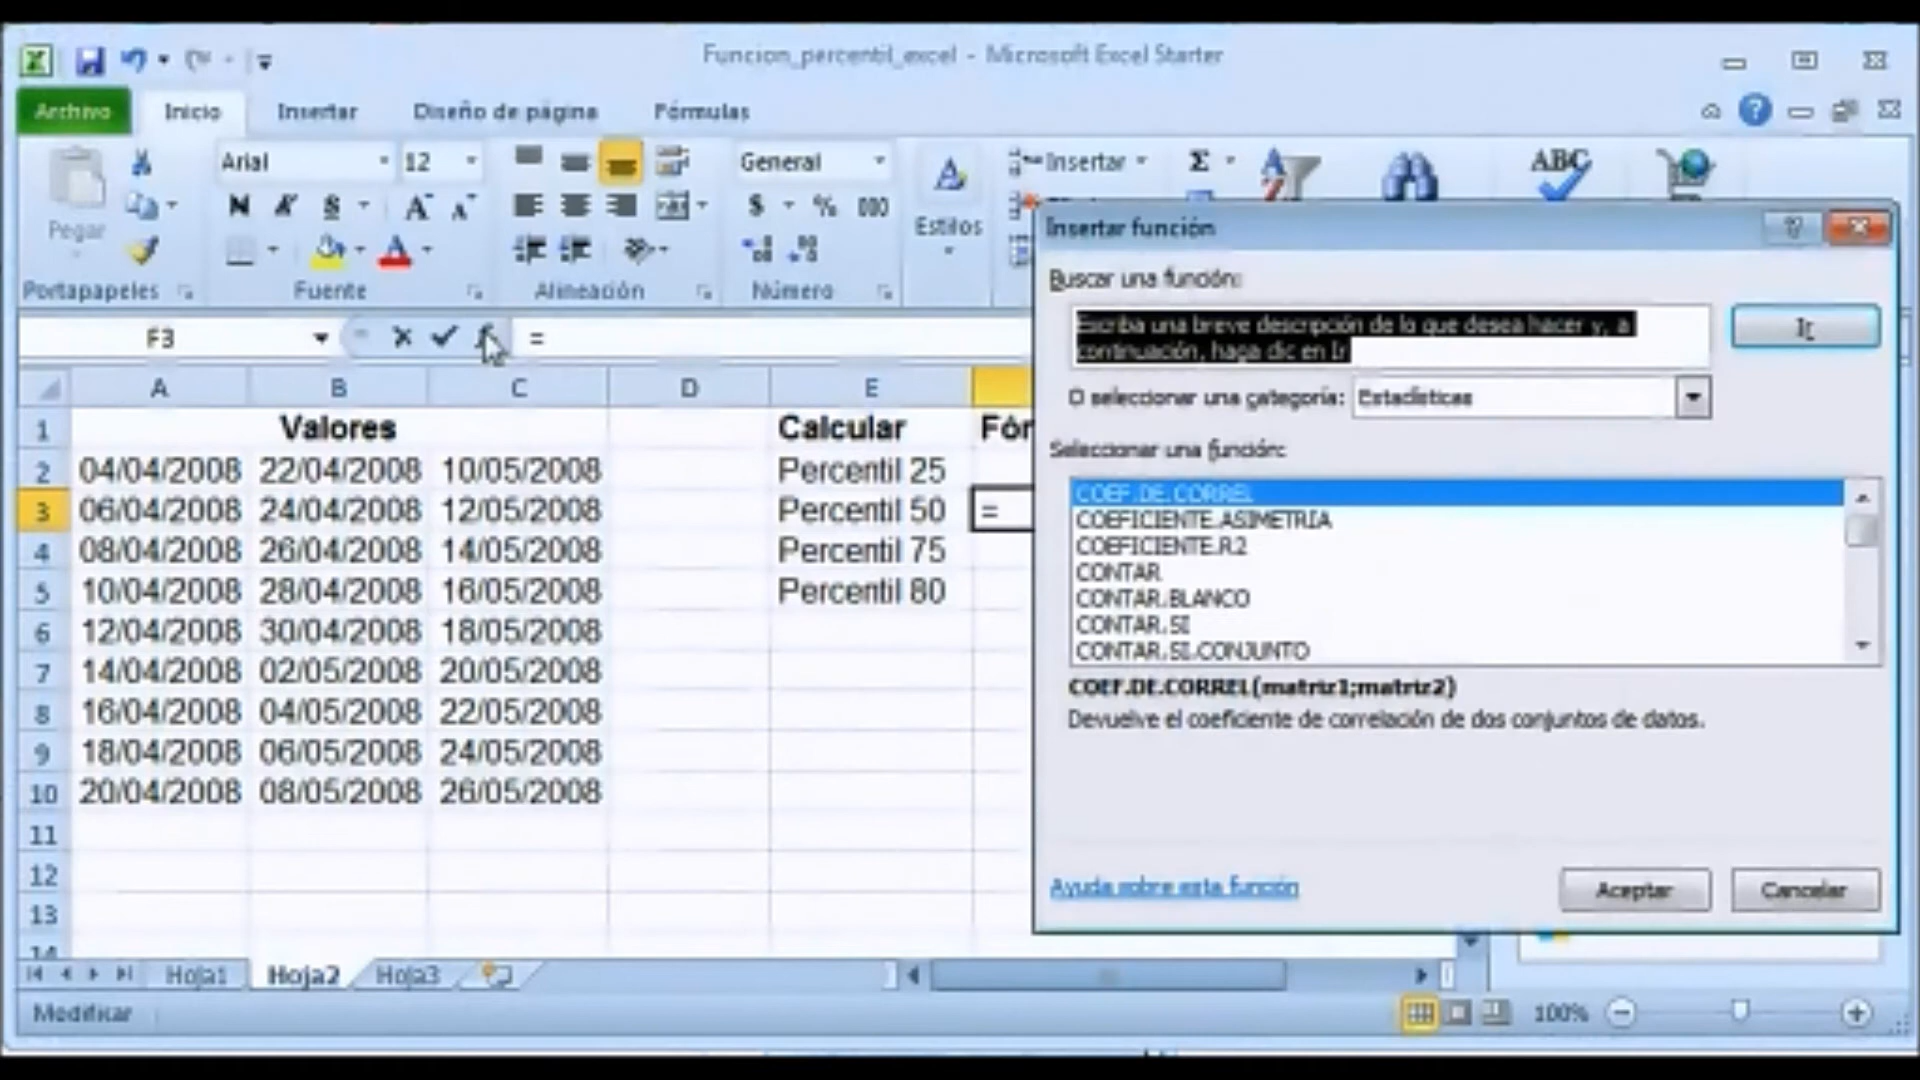 Funcion_percentil_excel - Microsoft Excel Starter
Archivo Inicio Insertar Diseño de página Fórmulas
Arial 12 General Insertar Σ ABC
Pegar N K S A A $ % 000 Estilos
Portapapeles Fuente Alineación Número
F3 =
A B C D E
1 Valores Calcular Fór
2 04/04/2008 22/04/2008 10/05/2008 Percentil 25
3 06/04/2008 24/04/2008 12/05/2008 Percentil 50 =
4 08/04/2008 26/04/2008 14/05/2008 Percentil 75
5 10/04/2008 28/04/2008 16/05/2008 Percentil 80
6 12/04/2008 30/04/2008 18/05/2008
7 14/04/2008 02/05/2008 20/05/2008
8 16/04/2008 04/05/2008 22/05/2008
9 18/04/2008 06/05/2008 24/05/2008
10 20/04/2008 08/05/2008 26/05/2008
11
12
13
14
Hoja1 Hoja2 Hoja3
Modificar 100%
Insertar función
Buscar una función:
Escriba una breve descripción de lo que desea hacer y, a
continuación, haga clic en Ir
Ir
O seleccionar una categoría: Estadísticas
Seleccionar una función:
COEF.DE.CORREL
COEFICIENTE.ASIMETRIA
COEFICIENTE.R2
CONTAR
CONTAR.BLANCO
CONTAR.SI
CONTAR.SI.CONJUNTO
COEF.DE.CORREL(matriz1;matriz2)
Devuelve el coeficiente de correlación de dos conjuntos de datos.
Ayuda sobre esta función
Aceptar Cancelar